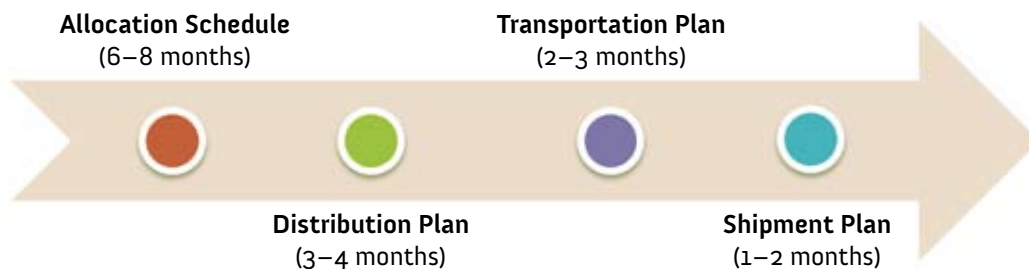 Allocation Schedule
(6–8 months)
Transportation Plan
(2–3 months)
Distribution Plan
(3–4 months)
Shipment Plan
(1–2 months)